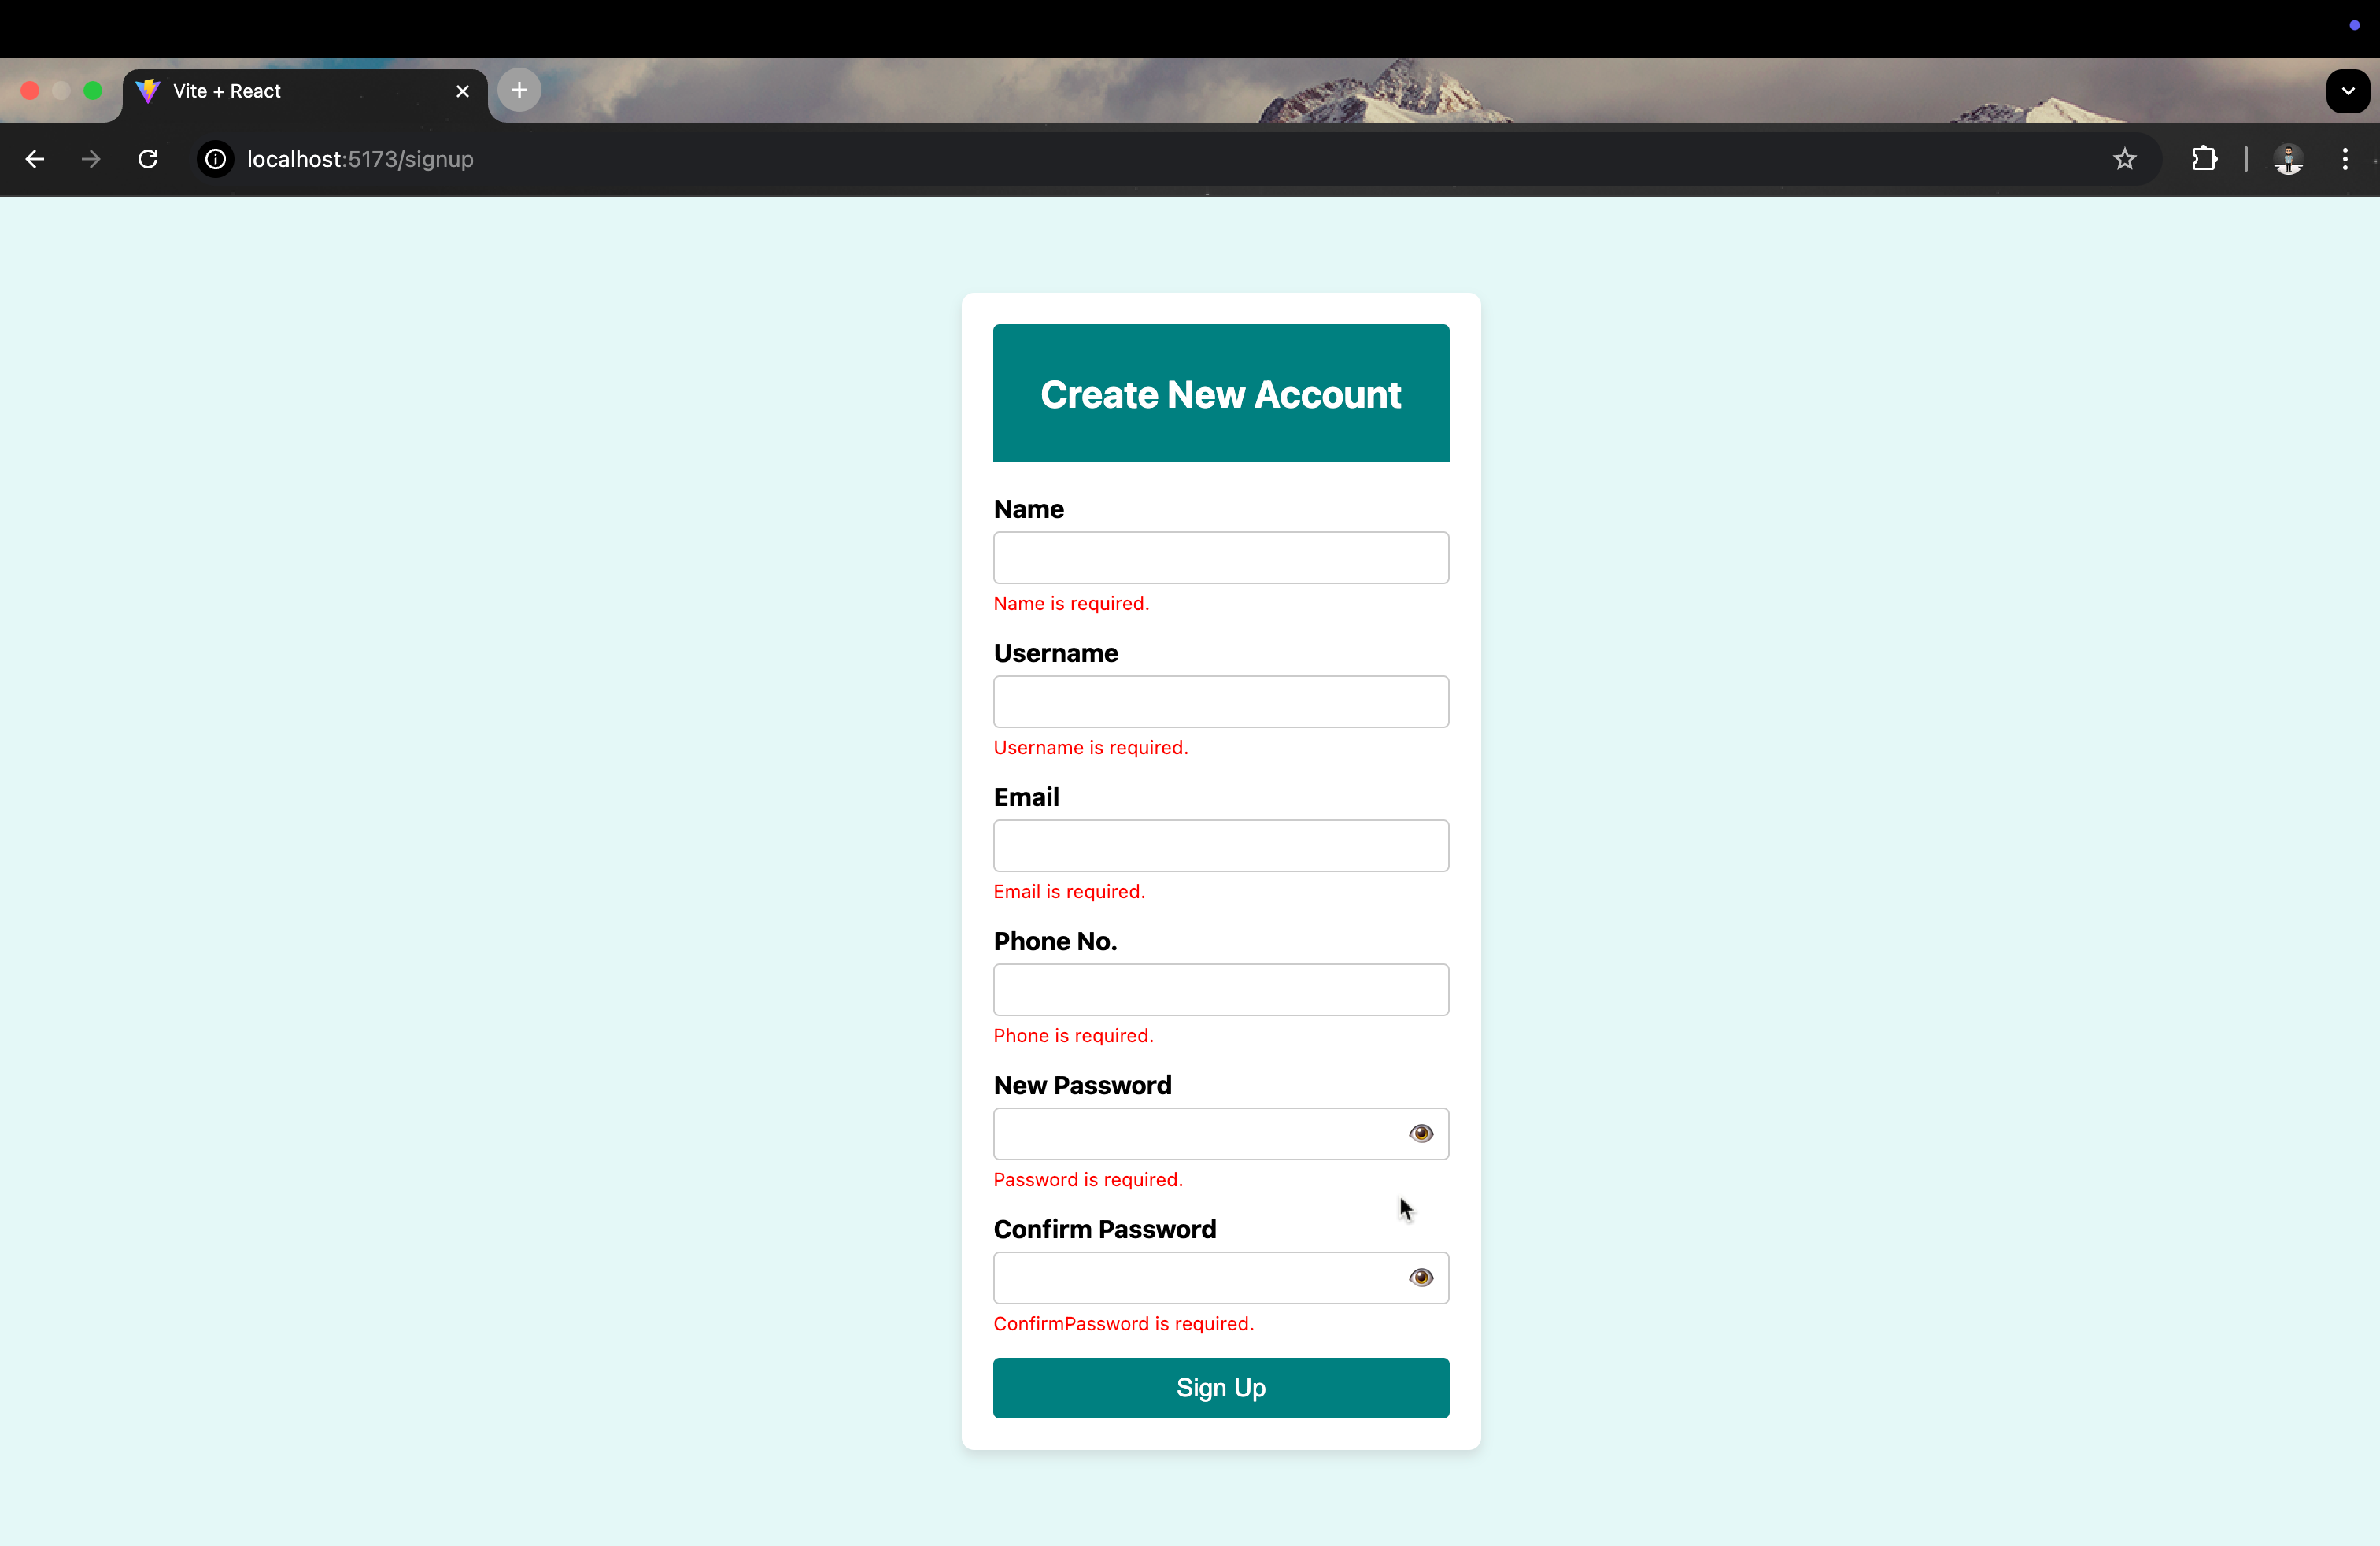 Vite + React
localhost:5173/signup
Create New Account
Name
Name is required.
Username
Username is required.
Email
Email is required.
Phone No.
Phone is required.
New Password
Password is required.
Confirm Password
ConfirmPassword is required.
Sign Up